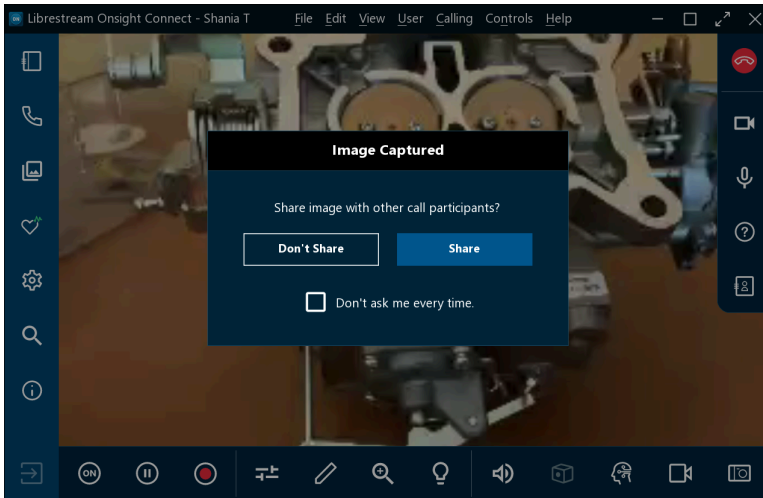 Librestream Onsight Connect - Shania T File Edit View User Calling Controls Help
Image Captured
Share image with other call participants?
Don't Share Share
Don't ask me every time.
ON